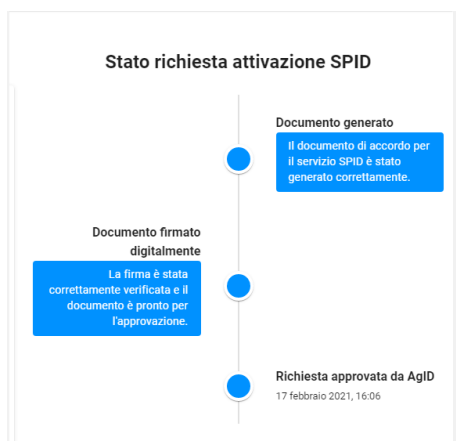 Stato richiesta attivazione SPID
Documento generato
Il documento di accordo per
il servizio SPID è stato
generato correttamente.
Documento firmato
digitalmente
La firma è stata
correttamente verificata e il
documento è pronto per
l'approvazione.
Richiesta approvata da AgID
17 febbraio 2021, 16:06